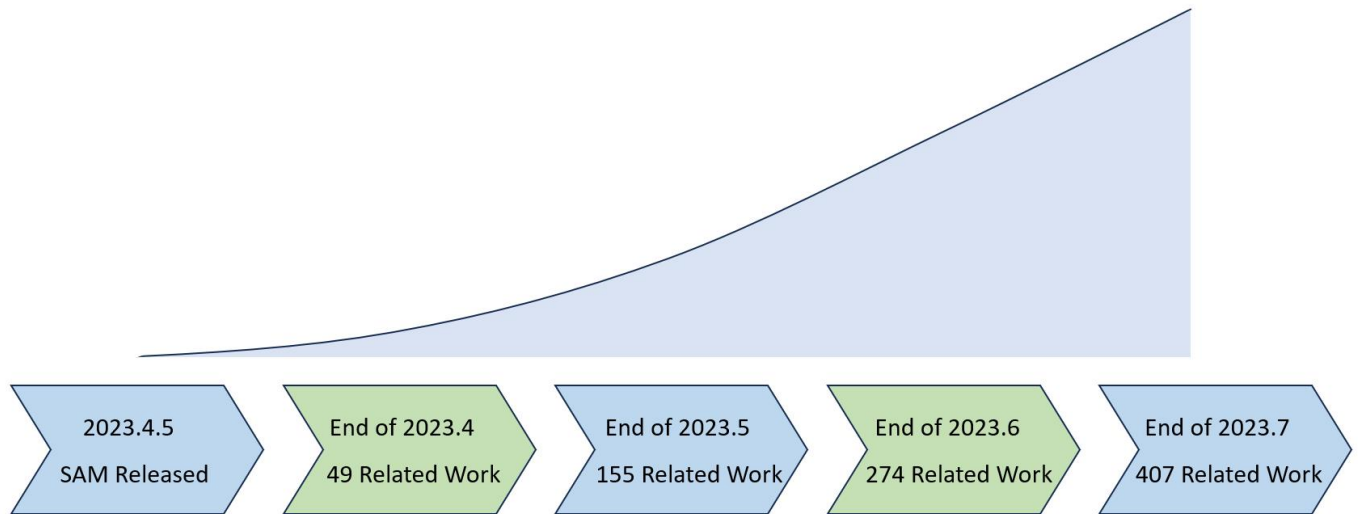 2023.4.5
SAM Released
End of 2023.4
49 Related Work
End of 2023.5
155 Related Work
End of 2023.6
274 Related Work
End of 2023.7
407 Related Work